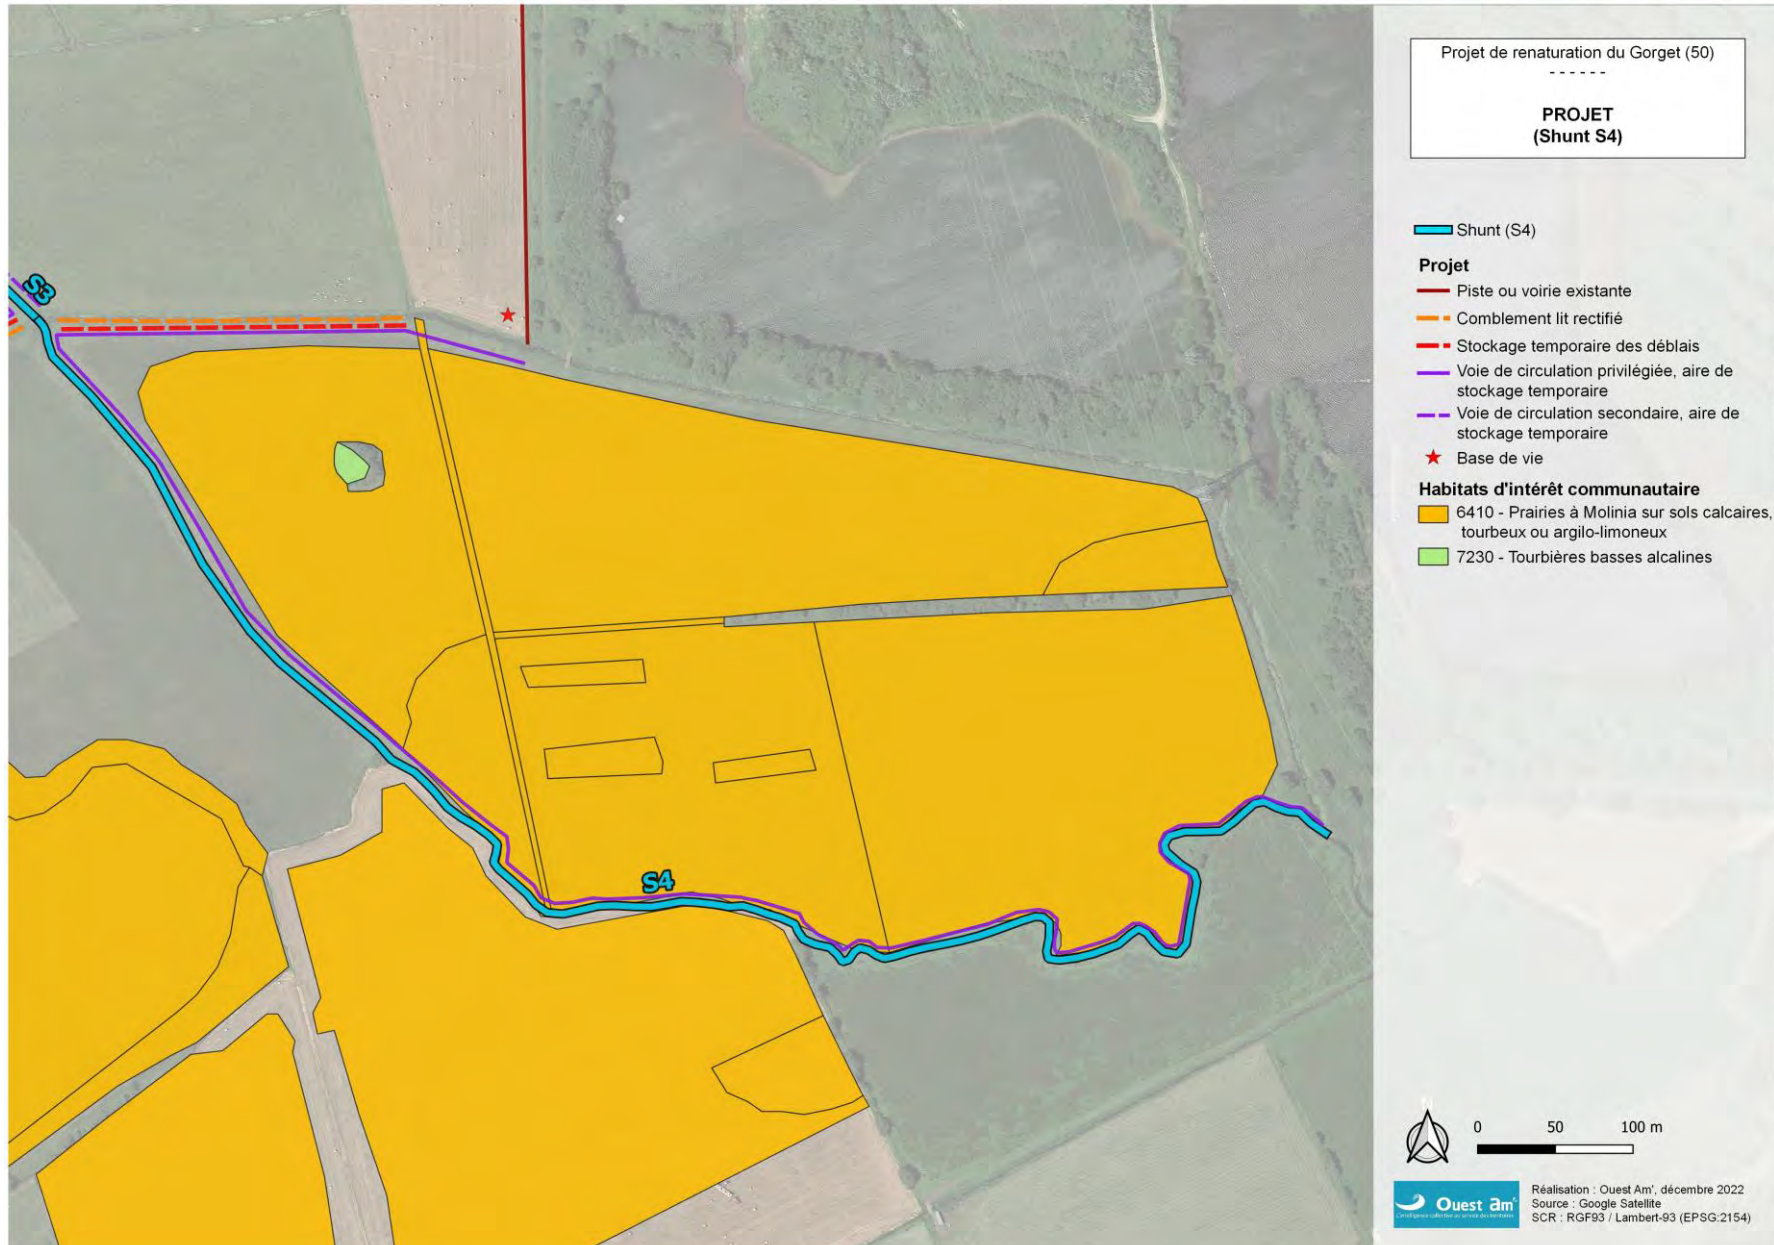 Projet de renaturation du Gorget (50)
- - - - - -
PROJET
(Shunt S4)
Shunt (S4)
Projet
Piste ou voirie existante
Comblement lit rectifié
Stockage temporaire des déblais
Voie de circulation privilégiée, aire de
stockage temporaire
Voie de circulation secondaire, aire de
stockage temporaire
Base de vie
Habitats d'intérêt communautaire
6410 - Prairies à Molinia sur sols calcaires,
tourbeux ou argilo-limoneux
7230 - Tourbières basses alcalines
S3
S4
N
0 50 100 m
Ouest am'
Réalisation : Ouest Am', décembre 2022
Source : Google Satellite
SCR : RGF93 / Lambert-93 (EPSG:2154)